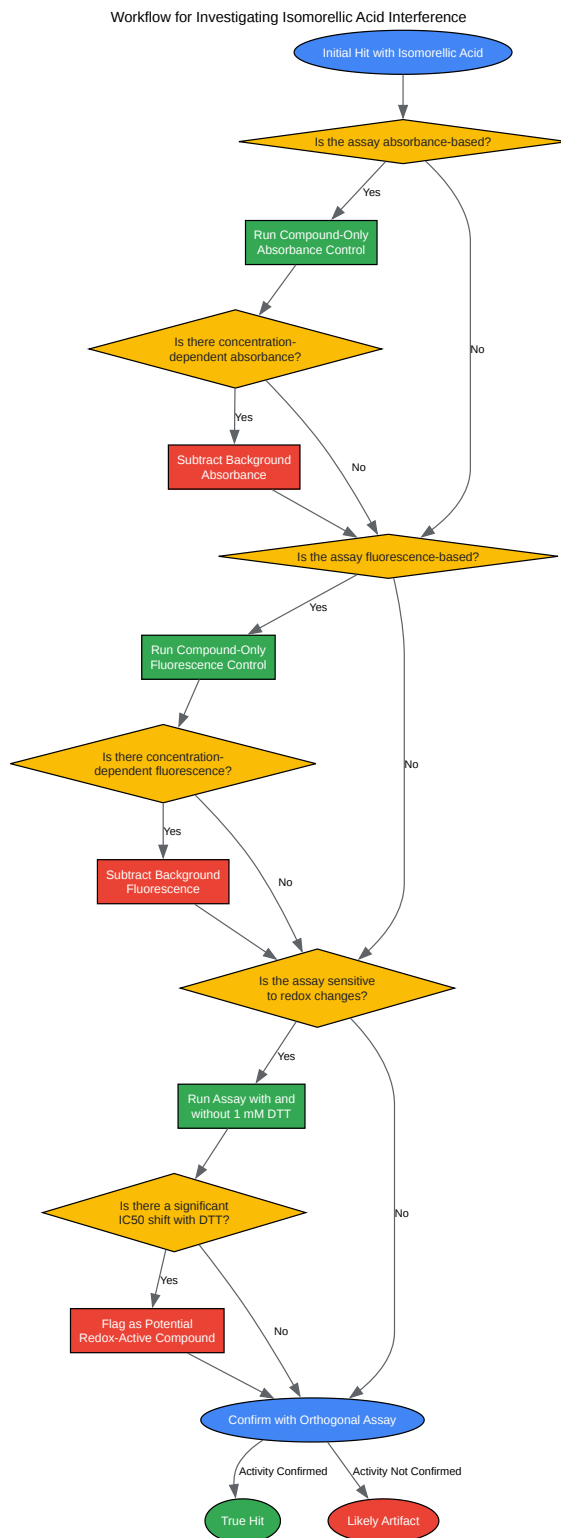 Workflow for Investigating Isomorellic Acid Interference
Initial Hit with Isomorellic Acid
Is the assay absorbance-based?
Yes
Run Compound-Only
Absorbance Control
Is there concentration-
dependent absorbance?
No
Yes
Subtract Background
Absorbance
No
Is the assay fluorescence-based?
Yes
Run Compound-Only
Fluorescence Control
Is there concentration-
dependent fluorescence?
No
Yes
Subtract Background
Fluorescence
No
Is the assay sensitive
to redox changes?
Yes
Run Assay with and
without 1 mM DTT
Is there a significant
IC50 shift with DTT?
No
Yes
Flag as Potential
Redox-Active Compound
No
Confirm with Orthogonal Assay
Activity Confirmed
Activity Not Confirmed
True Hit
Likely Artifact